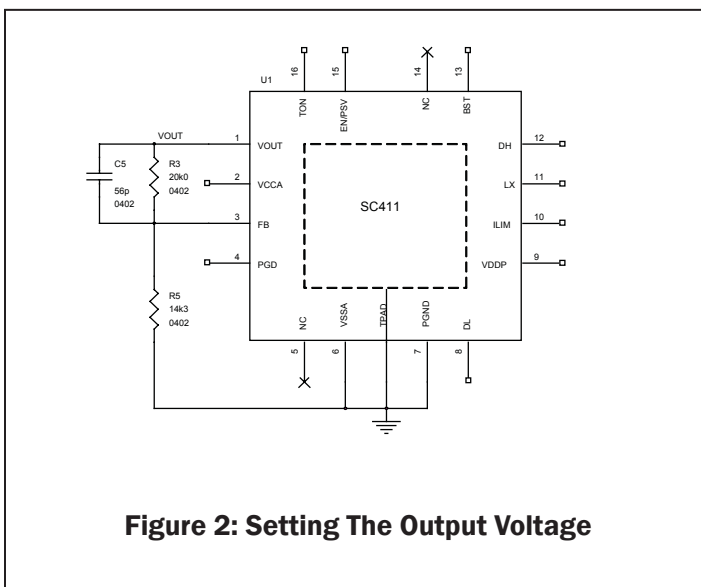 16
15
14
13
U1
TON
EN/PSV
NC
BST
VOUT
1
VOUT
DH
12
C5
R3
20k0
0402
56p
0402
2
VCCA
LX
11
SC411
3
FB
ILIM
10
4
PGD
VDDP
9
R5
14k3
0402
NC
VSSA
TPAD
PGND
DL
5
6
7
8
Figure 2: Setting The Output Voltage